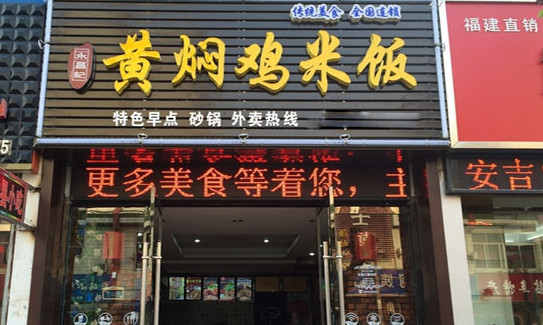 传统美食 全国连锁
永昌記
黄焖鸡米饭
福建直销
特色早点 砂锅 外卖热线
更多美食等着您，主
安吉